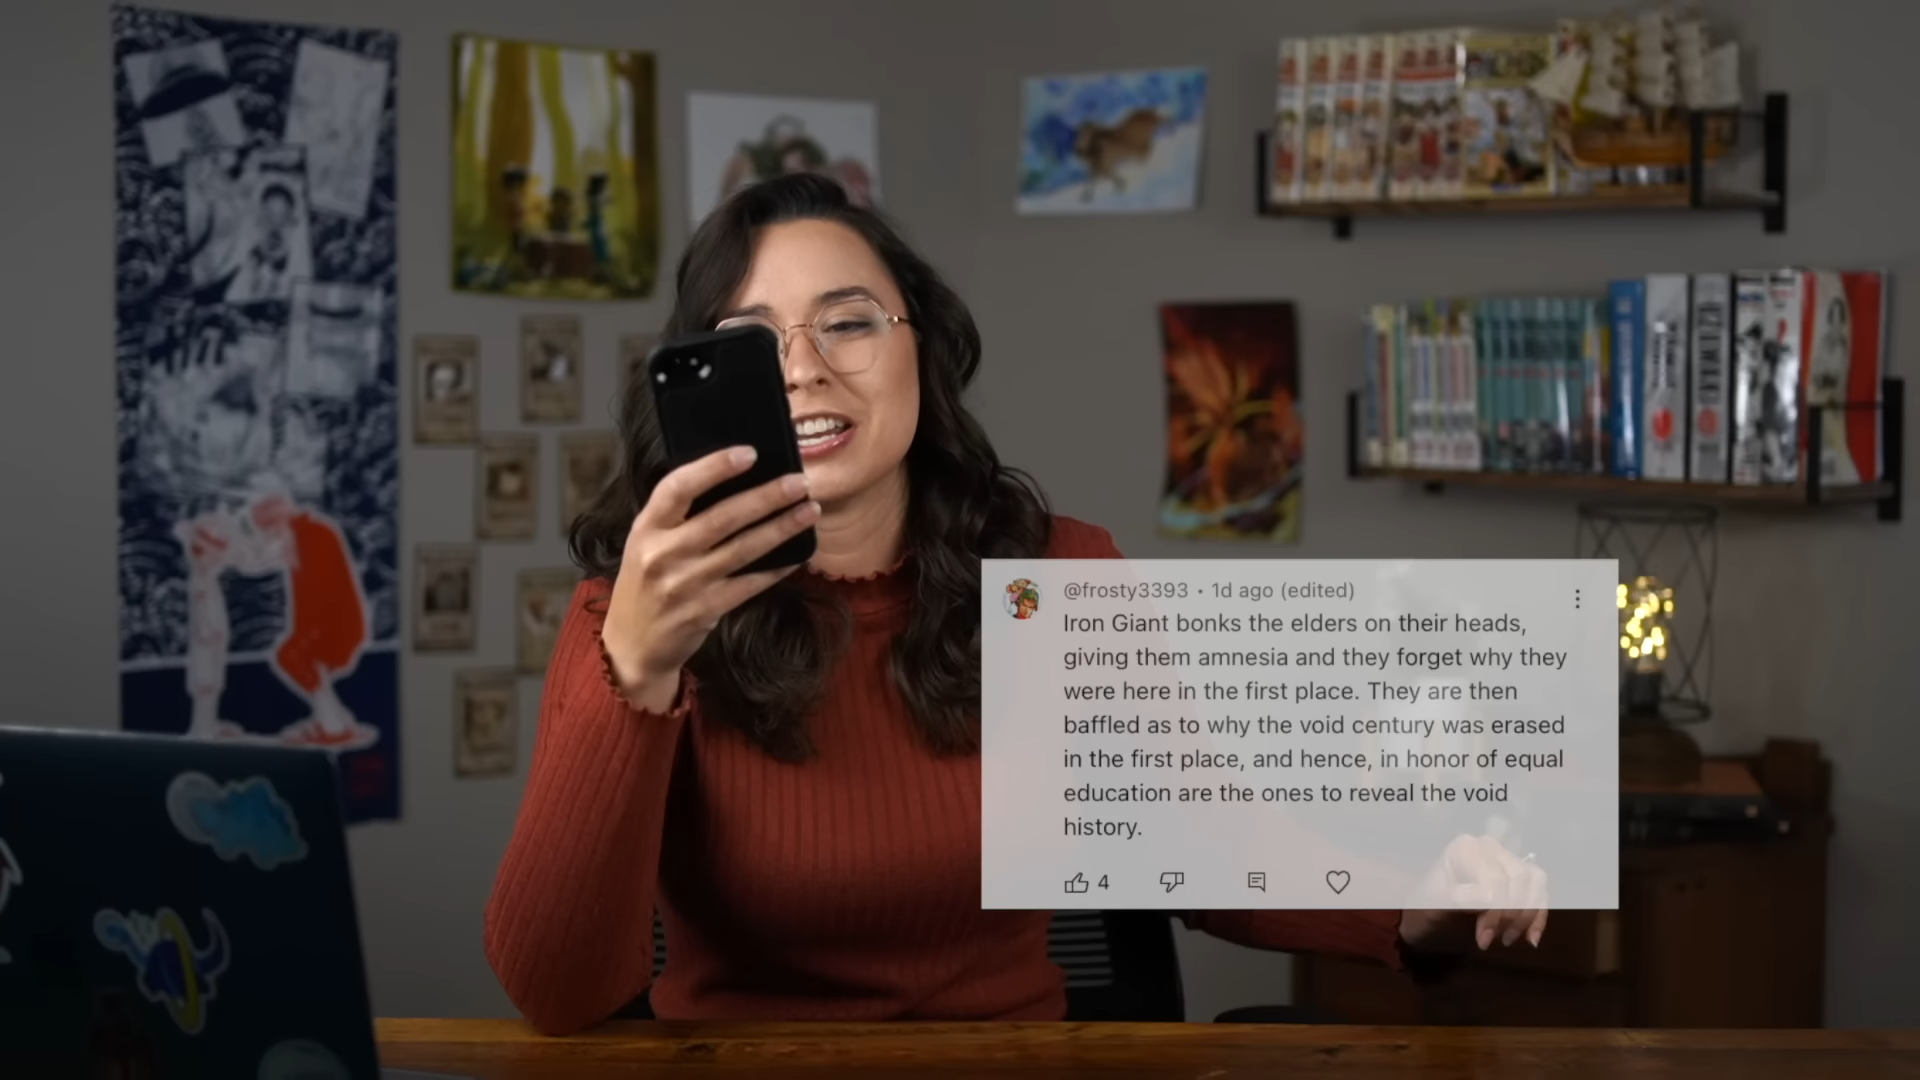 @frosty3393 • 1d ago (edited)
Iron Giant bonks the elders on their heads,
giving them amnesia and they forget why they
were here in the first place. They are then
baffled as to why the void century was erased
in the first place, and hence, in honor of equal
education are the ones to reveal the void
history.
4